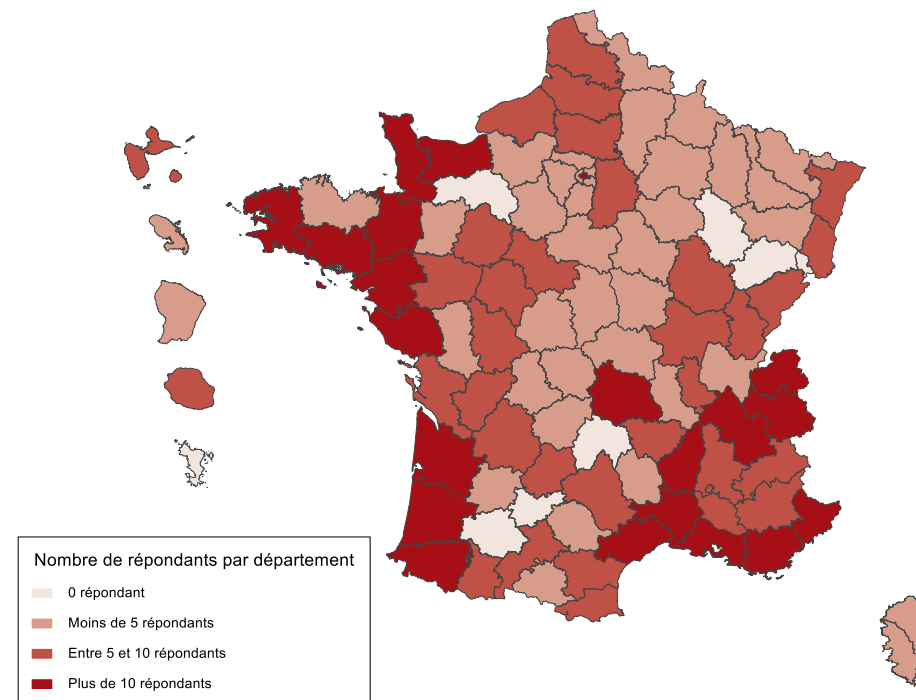 Nombre de répondants par département
0 répondant
Moins de 5 répondants
Entre 5 et 10 répondants
Plus de 10 répondants